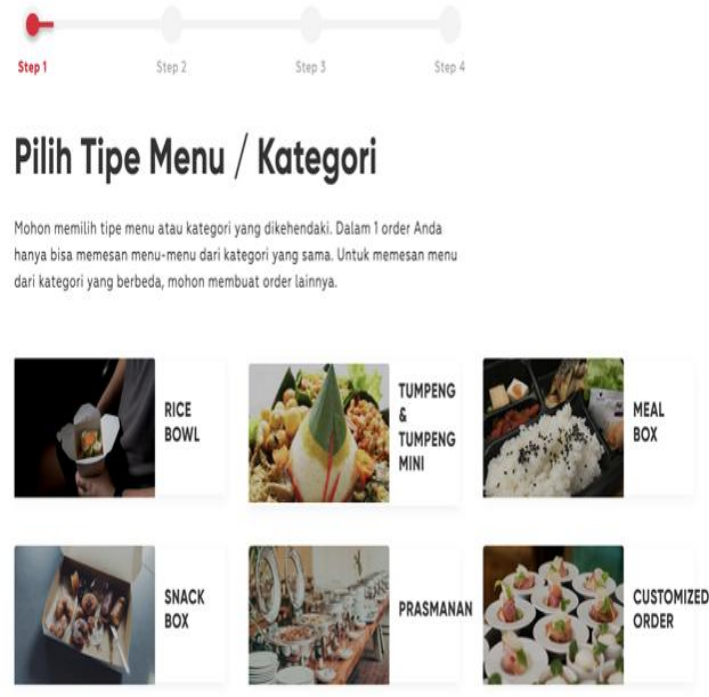 Step 1
Step 2
Step 3
Step 4
Pilih Tipe Menu / Kategori
Mohon memilih tipe menu atau kategori yang dikehendaki. Dalam 1 order Anda
hanya bisa memesan menu-menu dari kategori yang sama. Untuk memesan menu
dari kategori yang berbeda, mohon membuat order lainnya.
RICE
BOWL
TUMPENG
&
TUMPENG
MINI
MEAL
BOX
SNACK
BOX
PRASMANAN
CUSTOMIZED
ORDER